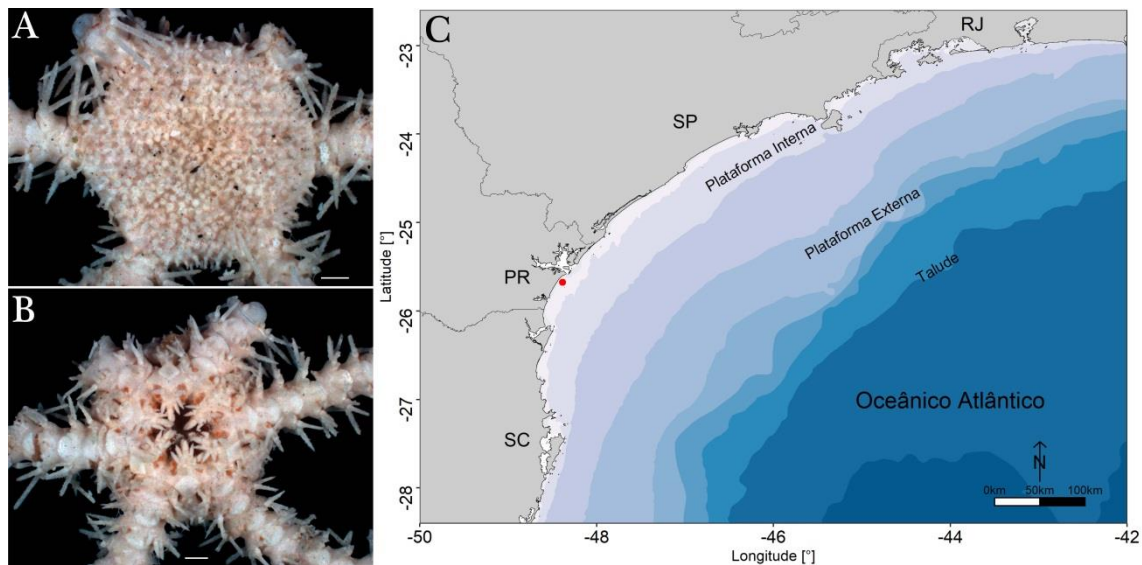 A
B
C
RJ
SP
PR
SC
Plataforma Interna
Plataforma Externa
Talude
Oceânico Atlântico
N
0km 50km 100km
-23
-24
-25
-26
-27
-28
Latitude [°]
-50 -48 -46 -44 -42
Longitude [°]